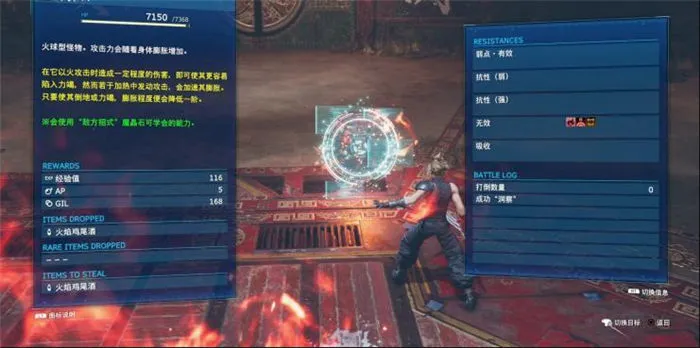 HP 7150 / 7368
火球型怪物。攻击力会随着身体膨胀增加。
在它以火攻击时造成一定程度的伤害，即可使其更容易
陷入力竭，然而若于加热中发动攻击，会加速其膨胀。
只要使其倒地或力竭，膨胀程度便会降低一阶。
※会使用“敌方招式”魔晶石可学会的能力。
REWARDS
EXP 经验值 116
AP 5
GIL 168
ITEMS DROPPED
火焰鸡尾酒
RARE ITEMS DROPPED
---
ITEMS TO STEAL
火焰鸡尾酒
图标说明
RESISTANCES
弱点・有效
抗性（弱）
抗性（强）
无效
吸收
BATTLE LOG
打倒数量 0
成功“洞察”
切换信息
切换目标 返回